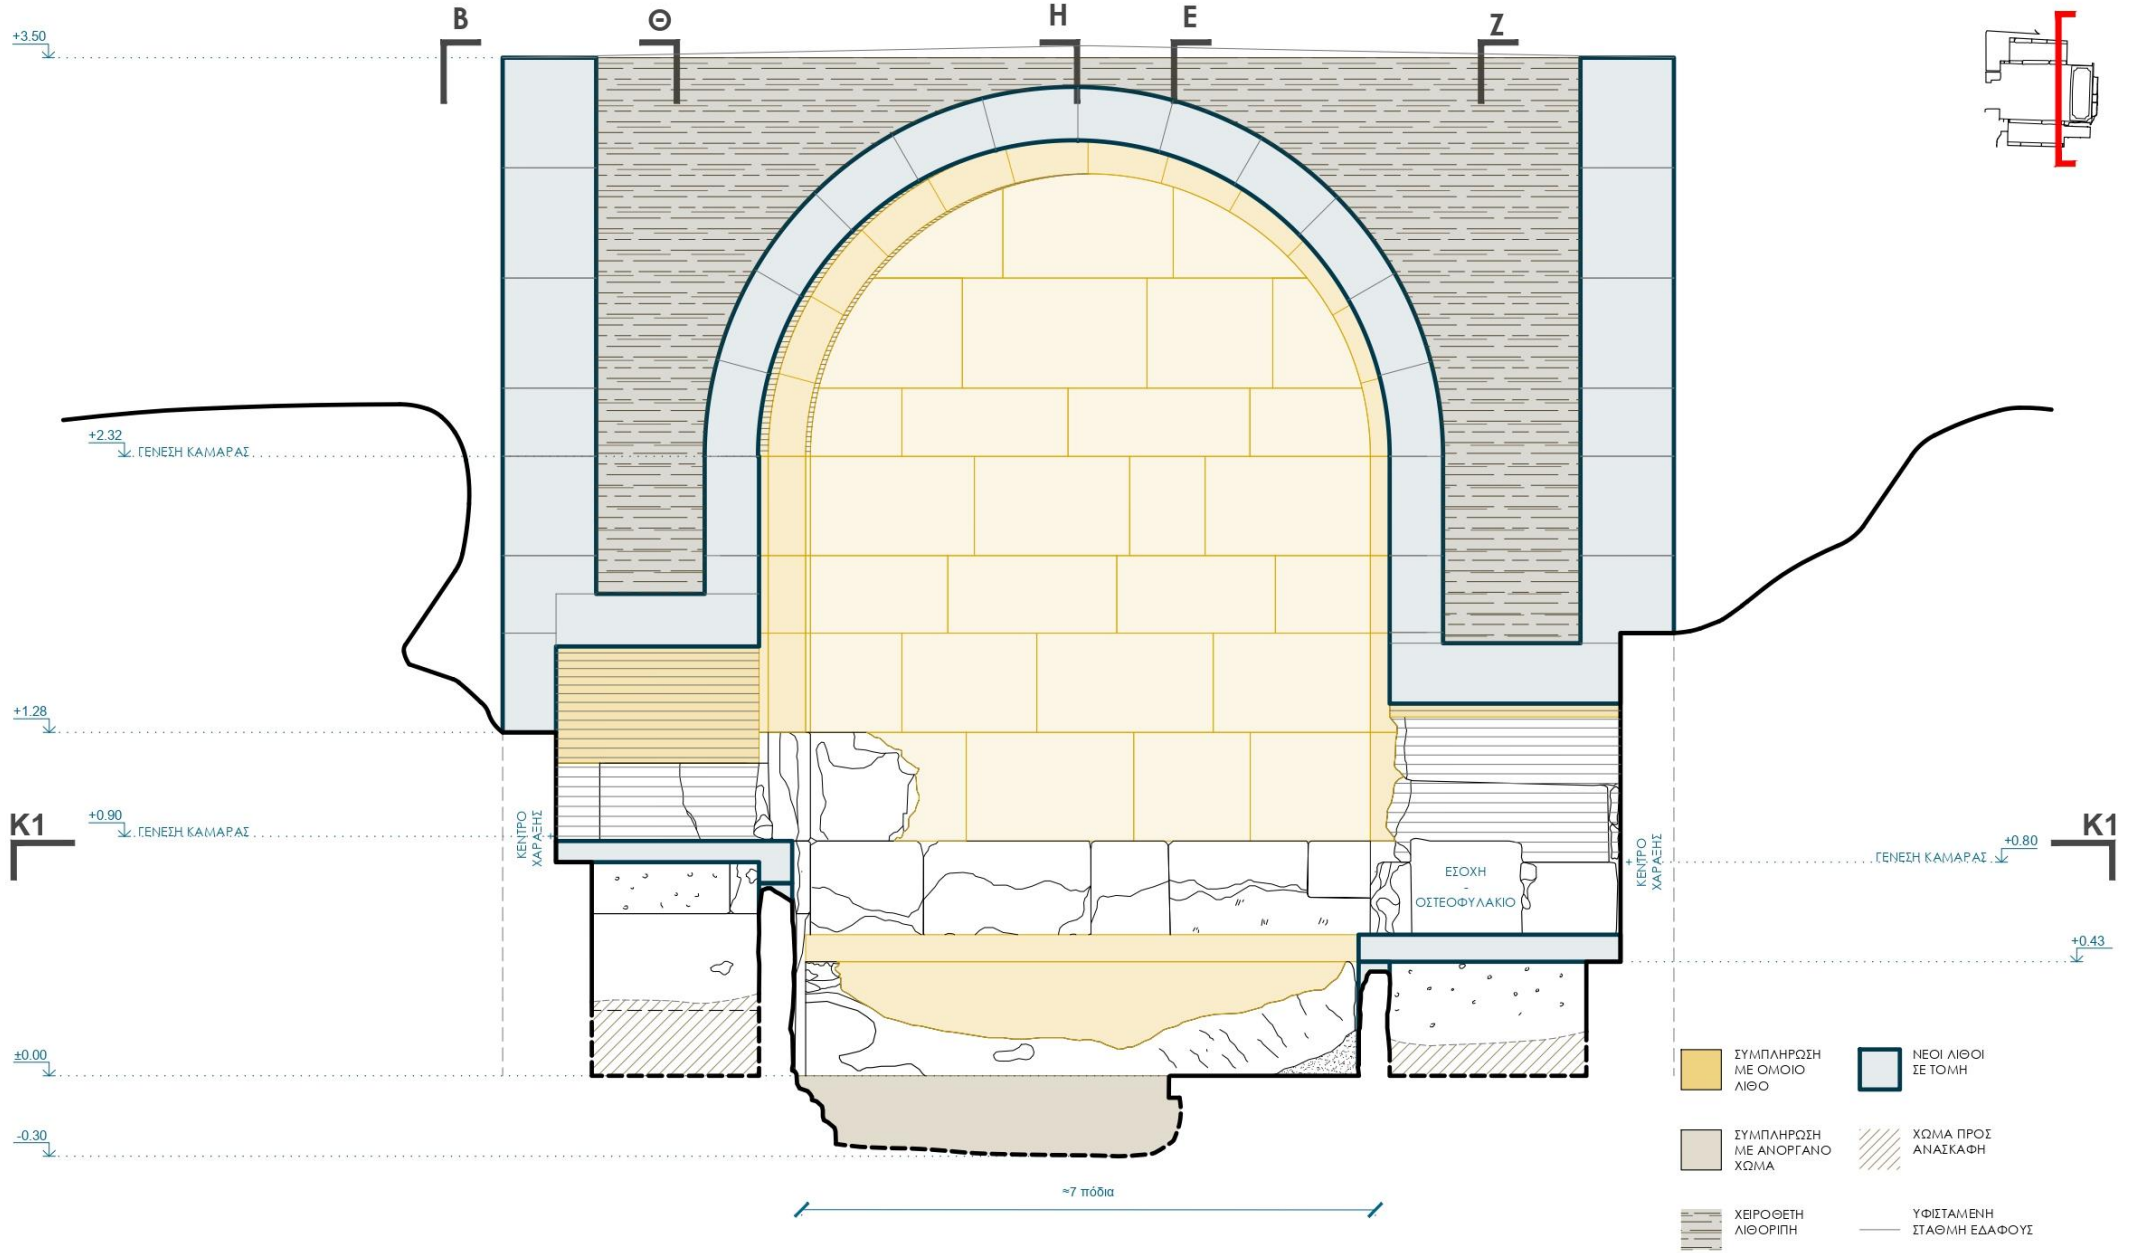 B
Θ
H
E
Z
+3.50
+2.32
ΓΕΝΕΣΗ ΚΑΜΑΡΑΣ
+1.28
K1
+0.90
ΓΕΝΕΣΗ ΚΑΜΑΡΑΣ
ΚΕΝΤΡΟ
ΧΑΡΑΞΗΣ
ΕΣΟΧΗ
-
ΟΣΤΕΟΦΥΛΑΚΙΟ
ΚΕΝΤΡΟ
ΧΑΡΑΞΗΣ
ΓΕΝΕΣΗ ΚΑΜΑΡΑΣ
+0.80
K1
+0.43
±0.00
-0.30
≈7 πόδια
ΣΥΜΠΛΗΡΩΣΗ
ΜΕ ΟΜΟΙΟ
ΛΙΘΟ
ΝΕΟΙ ΛΙΘΟΙ
ΣΕ ΤΟΜΗ
ΣΥΜΠΛΗΡΩΣΗ
ΜΕ ΑΝΟΡΓΑΝΟ
ΧΩΜΑ
ΧΩΜΑ ΠΡΟΣ
ΑΝΑΣΚΑΦΗ
ΧΕΙΡΟΘΕΤΗ
ΛΙΘΟΡΙΠΗ
ΥΦΙΣΤΑΜΕΝΗ
ΣΤΑΘΜΗ ΕΔΑΦΟΥΣ